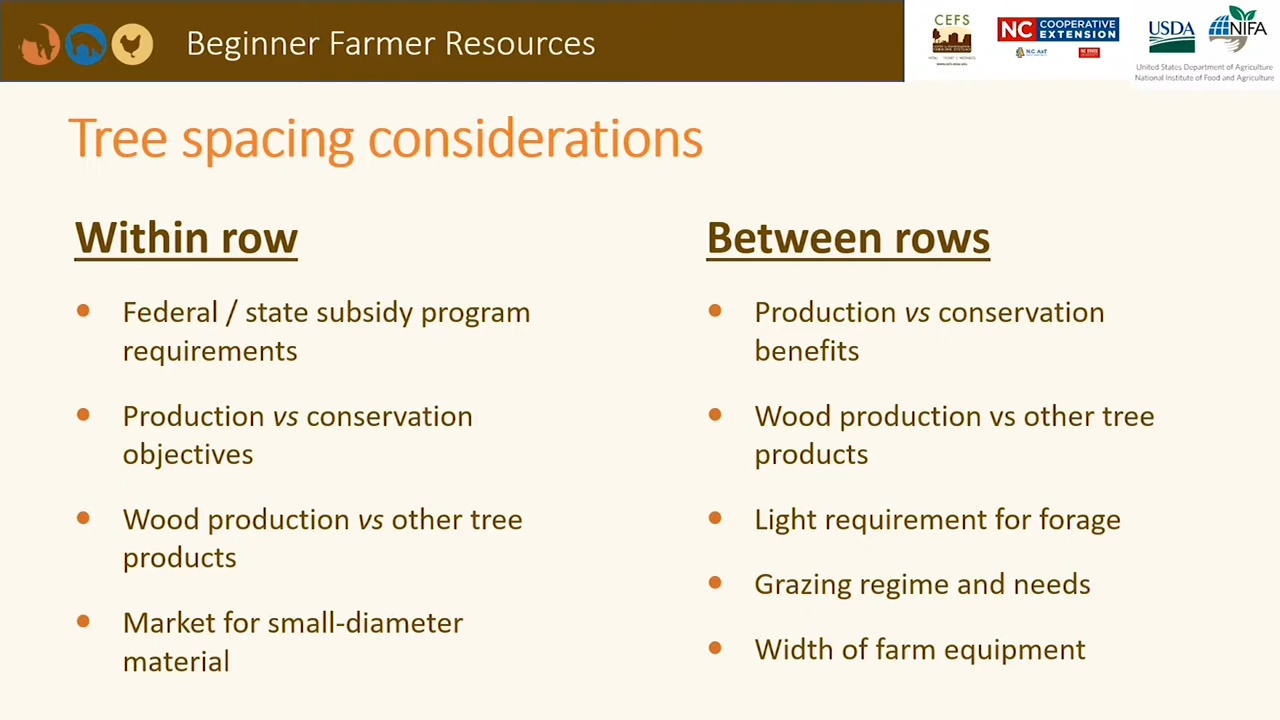 Beginner Farmer Resources
CEFS
NC COOPERATIVE
EXTENSION
USDA
NIFA
United States Department of Agriculture
National Institute of Food and Agriculture
Tree spacing considerations
Within row
Federal / state subsidy program
requirements
Production vs conservation
objectives
Wood production vs other tree
products
Market for small-diameter
material
Between rows
Production vs conservation
benefits
Wood production vs other tree
products
Light requirement for forage
Grazing regime and needs
Width of farm equipment